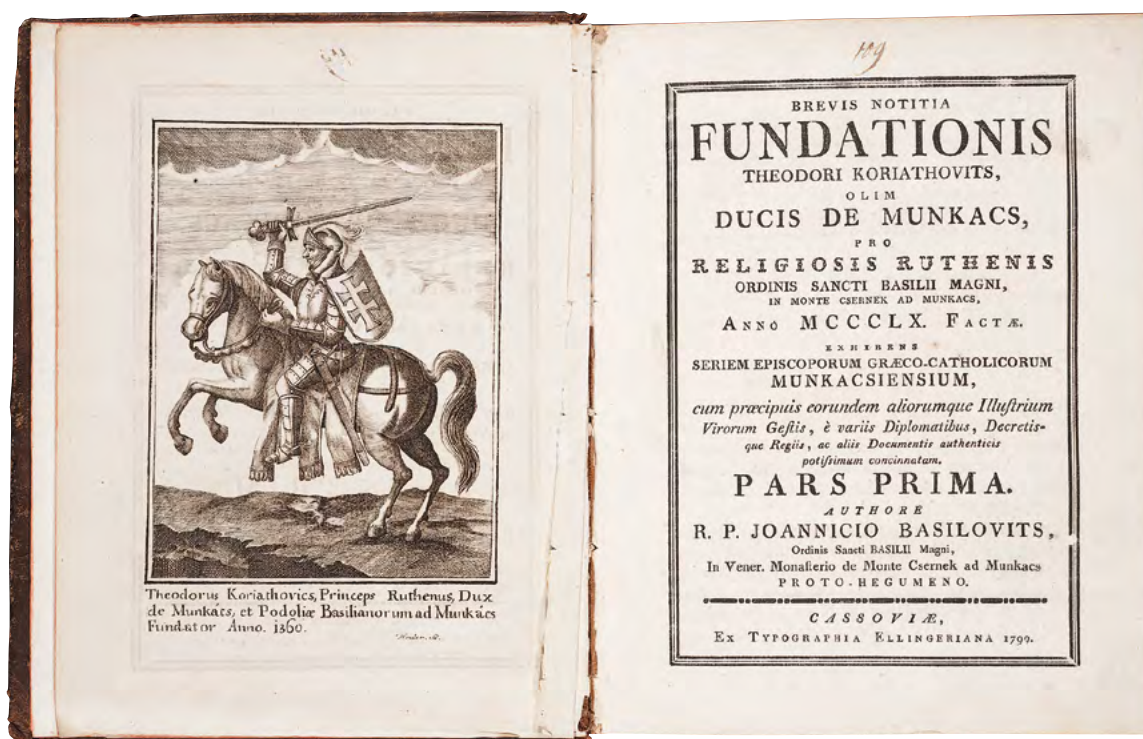 Theodorus Koriathovics, Princeps Ruthenus, Dux
de Munkács, et Podoliæ Basilianorum ad Munkács
Fundator Anno. 1360.
BREVIS NOTITIA
FUNDATIONIS
THEODORI KORIATHOVITS,
OLIM
DUCIS DE MUNKACS,
PRO
RELIGIOSIS RUTHENIS
ORDINIS SANCTI BASILII MAGNI,
IN MONTE CSERNEK AD MUNKACS,
ANNO MCCCLX. FACTÆ.
EXHIBENS
SERIEM EPISCOPORUM GRÆCO-CATHOLICORUM
MUNKACSIENSIUM,
cum præcipuis eorundem aliorumque Illuſtrium
Virorum Geſtis, è variis Diplomatibus, Decretis-
que Regiis, ac aliis Documentis authenticis
potiſsimum concinnatam.
PARS PRIMA.
AUTHORE
R. P. JOANNICIO BASILOVITS,
Ordinis Sancti BASILII Magni,
In Vener. Monaſterio de Monte Csernek ad Munkacs
PROTO-HEGUMENO.
CASSOVIÆ,
EX TYPOGRAPHIA ELLINGERIANA 1799.